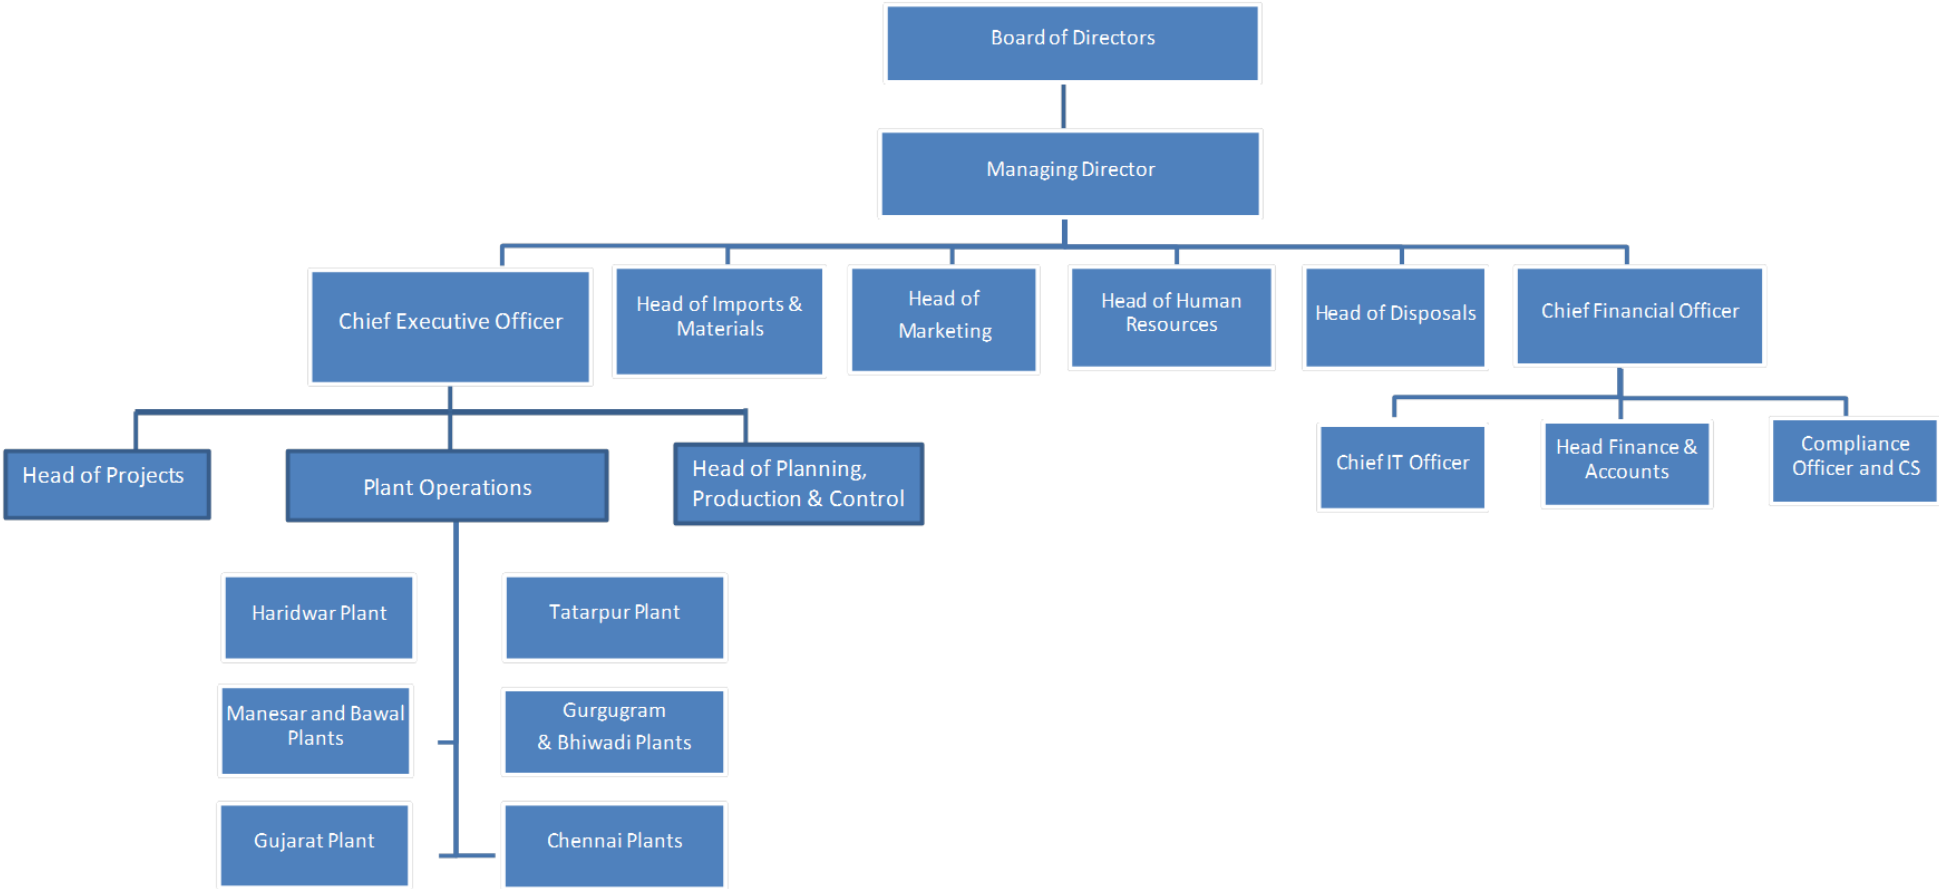 Board of Directors
Managing Director
Chief Executive Officer
Head of Imports &
Materials
Head of
Marketing
Head of Human
Resources
Head of Disposals
Chief Financial Officer
Head of Projects
Plant Operations
Head of Planning,
Production & Control
Chief IT Officer
Head Finance &
Accounts
Compliance
Officer and CS
Haridwar Plant
Tatarpur Plant
Manesar and Bawal
Plants
Gurgugram
& Bhiwadi Plants
Gujarat Plant
Chennai Plants